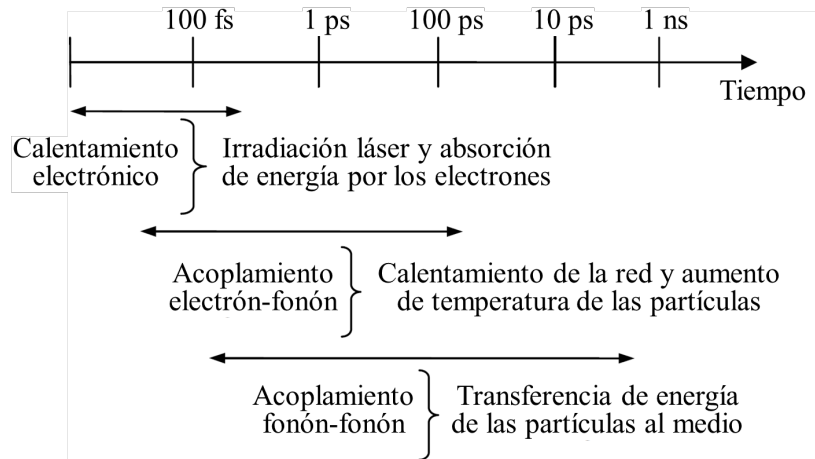 100 fs 1 ps 100 ps 10 ps 1 ns
Tiempo
Calentamiento
electrónico
Irradiación láser y absorción
de energía por los electrones
Acoplamiento
electrón-fonón
Calentamiento de la red y aumento
de temperatura de las partículas
Acoplamiento
fonón-fonón
Transferencia de energía
de las partículas al medio